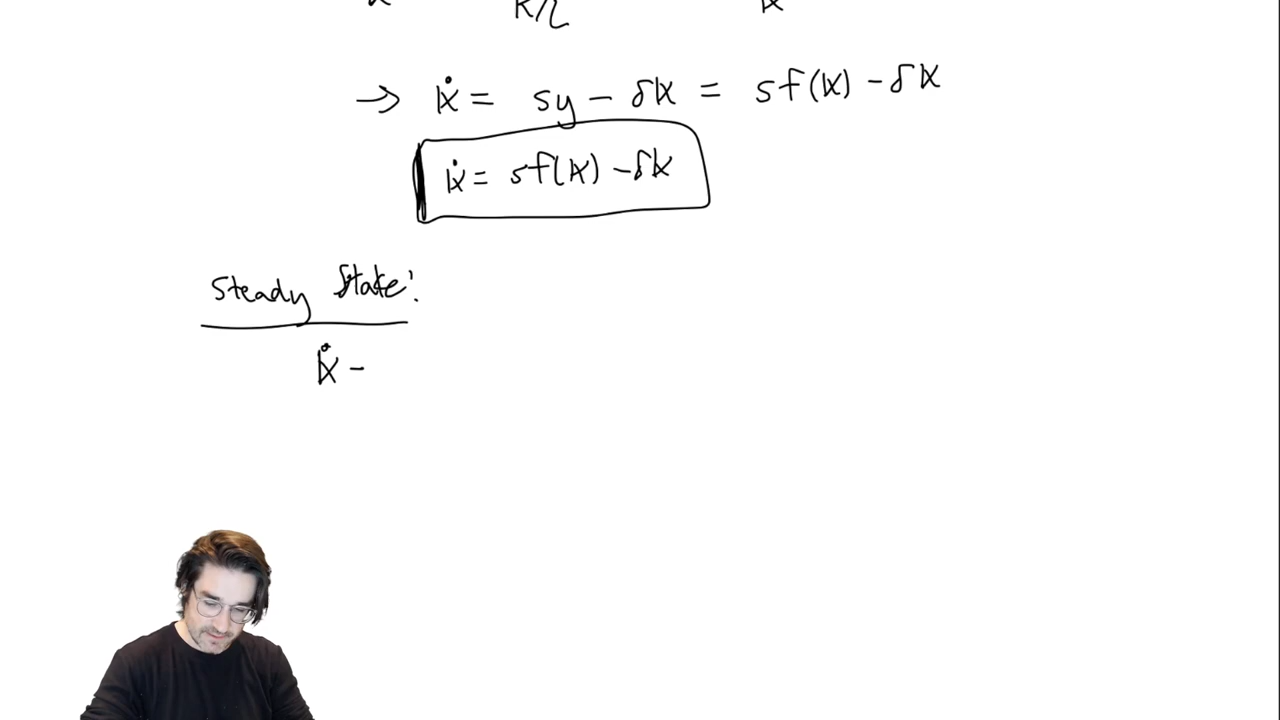 k/L k
→ k̇ = sy − δk = sf(k) − δk
k̇ = sf(k) − δk
Steady State:
k̇ −